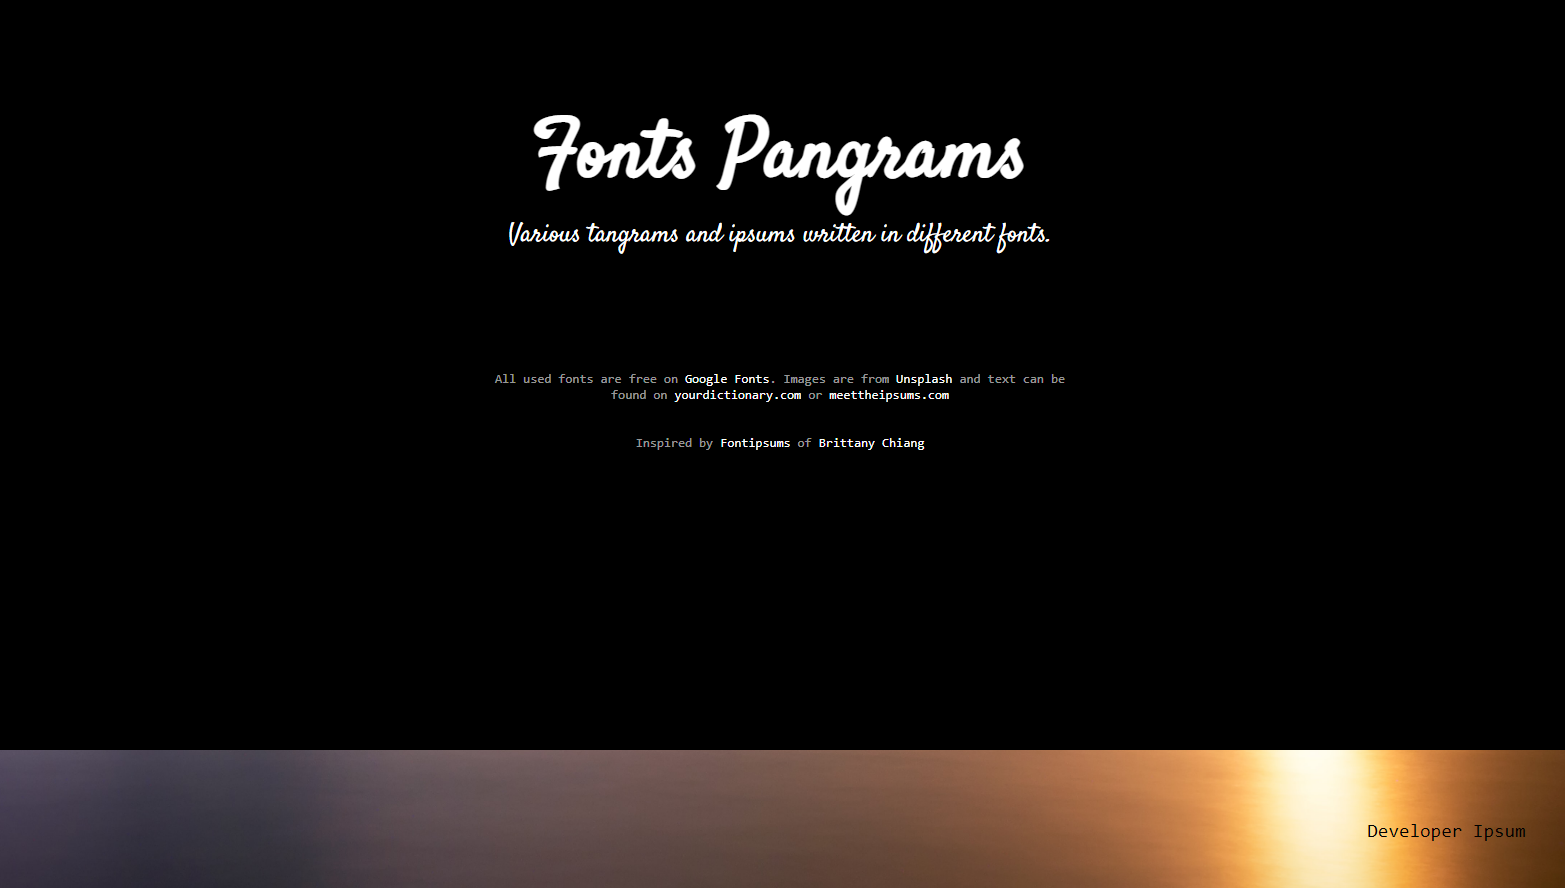 Fonts Pangrams
Various tangrams and ipsums written in different fonts.
All used fonts are free on Google Fonts. Images are from Unsplash and text can be
found on yourdictionary.com or meettheipsums.com
Inspired by Fontipsums of Brittany Chiang
Developer Ipsum